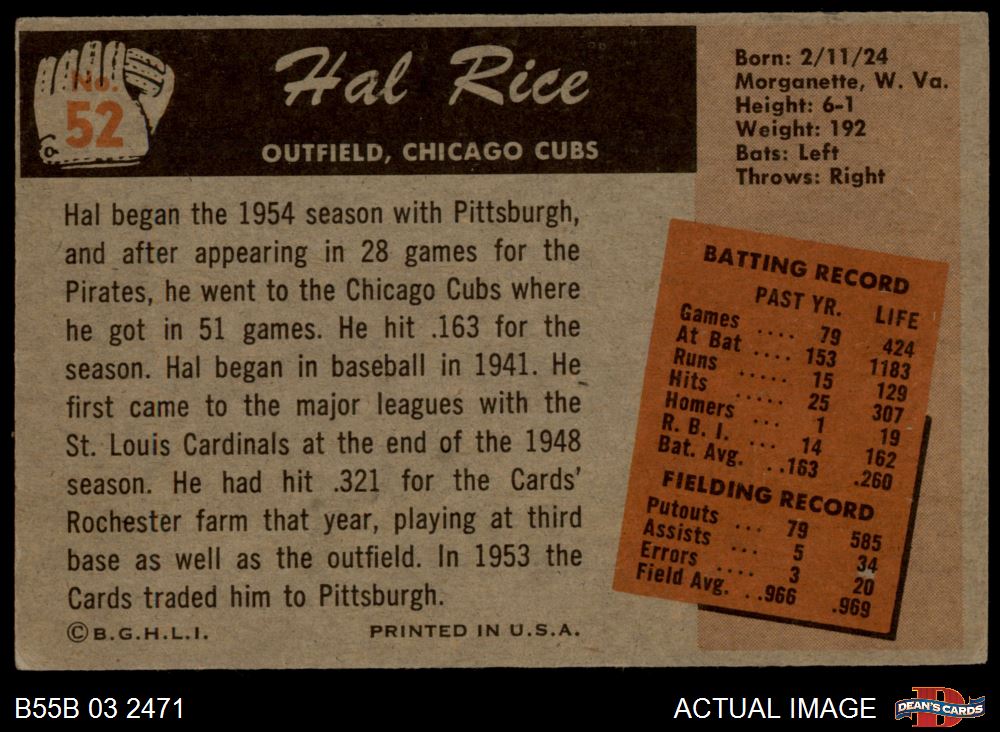 No.
52
Hal Rice
OUTFIELD, CHICAGO CUBS
Born: 2/11/24
Morganette, W. Va.
Height: 6-1
Weight: 192
Bats: Left
Throws: Right
Hal began the 1954 season with Pittsburgh,
and after appearing in 28 games for the
Pirates, he went to the Chicago Cubs where
he got in 51 games. He hit .163 for the
season. Hal began in baseball in 1941. He
first came to the major leagues with the
St. Louis Cardinals at the end of the 1948
season. He had hit .321 for the Cards'
Rochester farm that year, playing at third
base as well as the outfield. In 1953 the
Cards traded him to Pittsburgh.
© B.G.H.L.I. PRINTED IN U.S.A.
BATTING RECORD
PAST YR. LIFE
Games .... 79 424
At Bat .... 153 1183
Runs ..... 15 129
Hits ..... 25 307
Homers ... 1 19
R. B. I. ... 14 162
Bat. Avg. ..163 .260
FIELDING RECORD
Putouts ... 79 585
Assists ... 5 34
Errors .... 3 20
Field Avg. ..966 .969
B55B 03 2471
ACTUAL IMAGE
DEAN'S CARDS